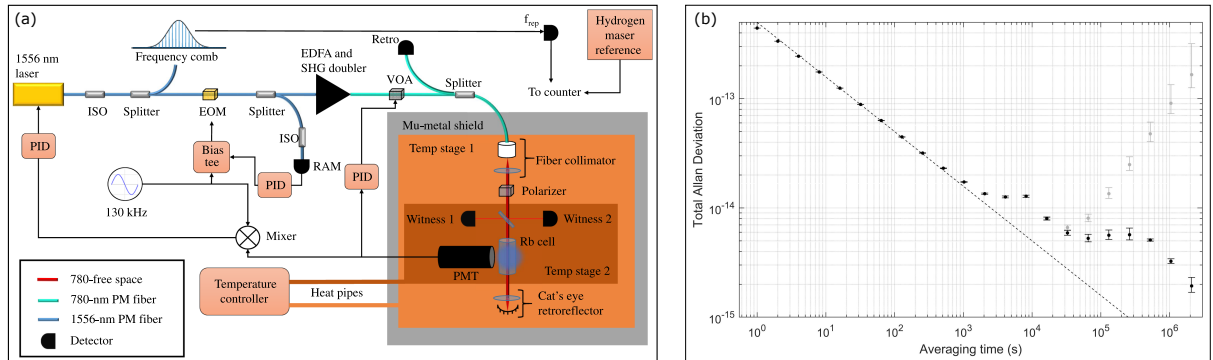 (a)
f_rep
Hydrogen
maser
reference
Retro
1556 nm
laser
Frequency comb
EDFA and
SHG doubler
VOA
Splitter
To counter
ISO
Splitter
EOM
Splitter
Mu-metal shield
Temp stage 1
Fiber collimator
ISO
PID
Bias
tee
RAM
PID
PID
Polarizer
130 kHz
Witness 1
Witness 2
Mixer
Rb cell
PMT
Temp stage 2
780-free space
780-nm PM fiber
1556-nm PM fiber
Detector
Temperature
controller
Heat pipes
Cat's eye
retroreflector
(b)
Total Allan Deviation
10^-13
10^-14
10^-15
10^0
10^1
10^2
10^3
10^4
10^5
10^6
Averaging time (s)